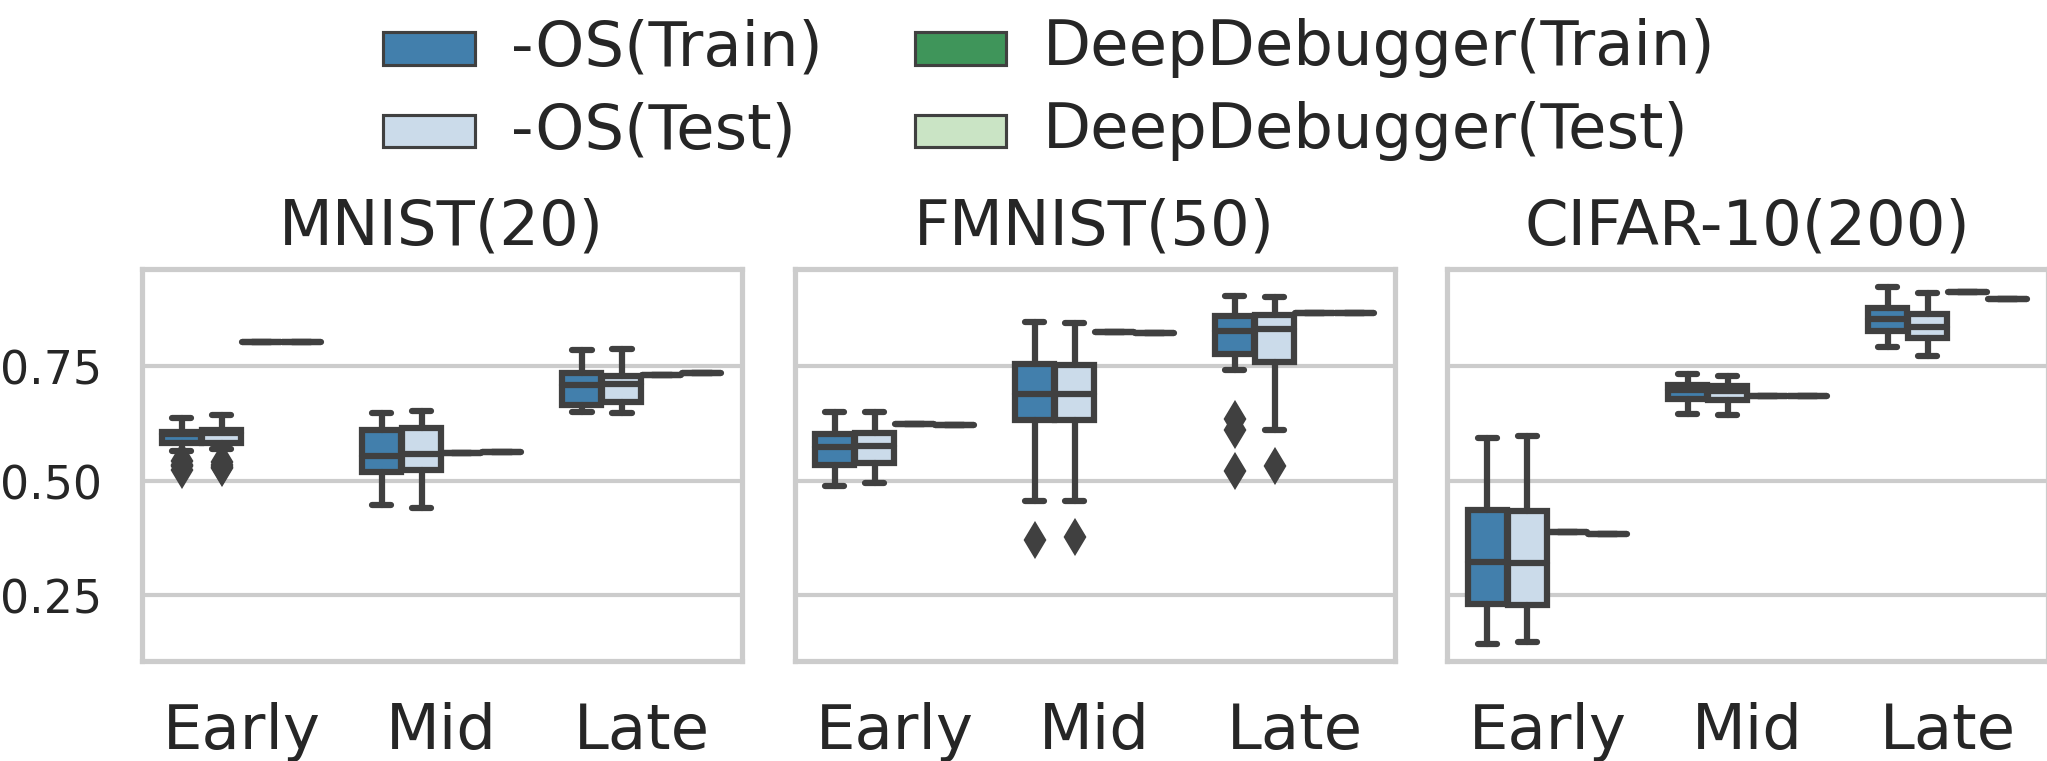 -OS(Train) DeepDebugger(Train)
-OS(Test) DeepDebugger(Test)
MNIST(20) FMNIST(50) CIFAR-10(200)
0.75
0.50
0.25
Early Mid Late Early Mid Late Early Mid Late